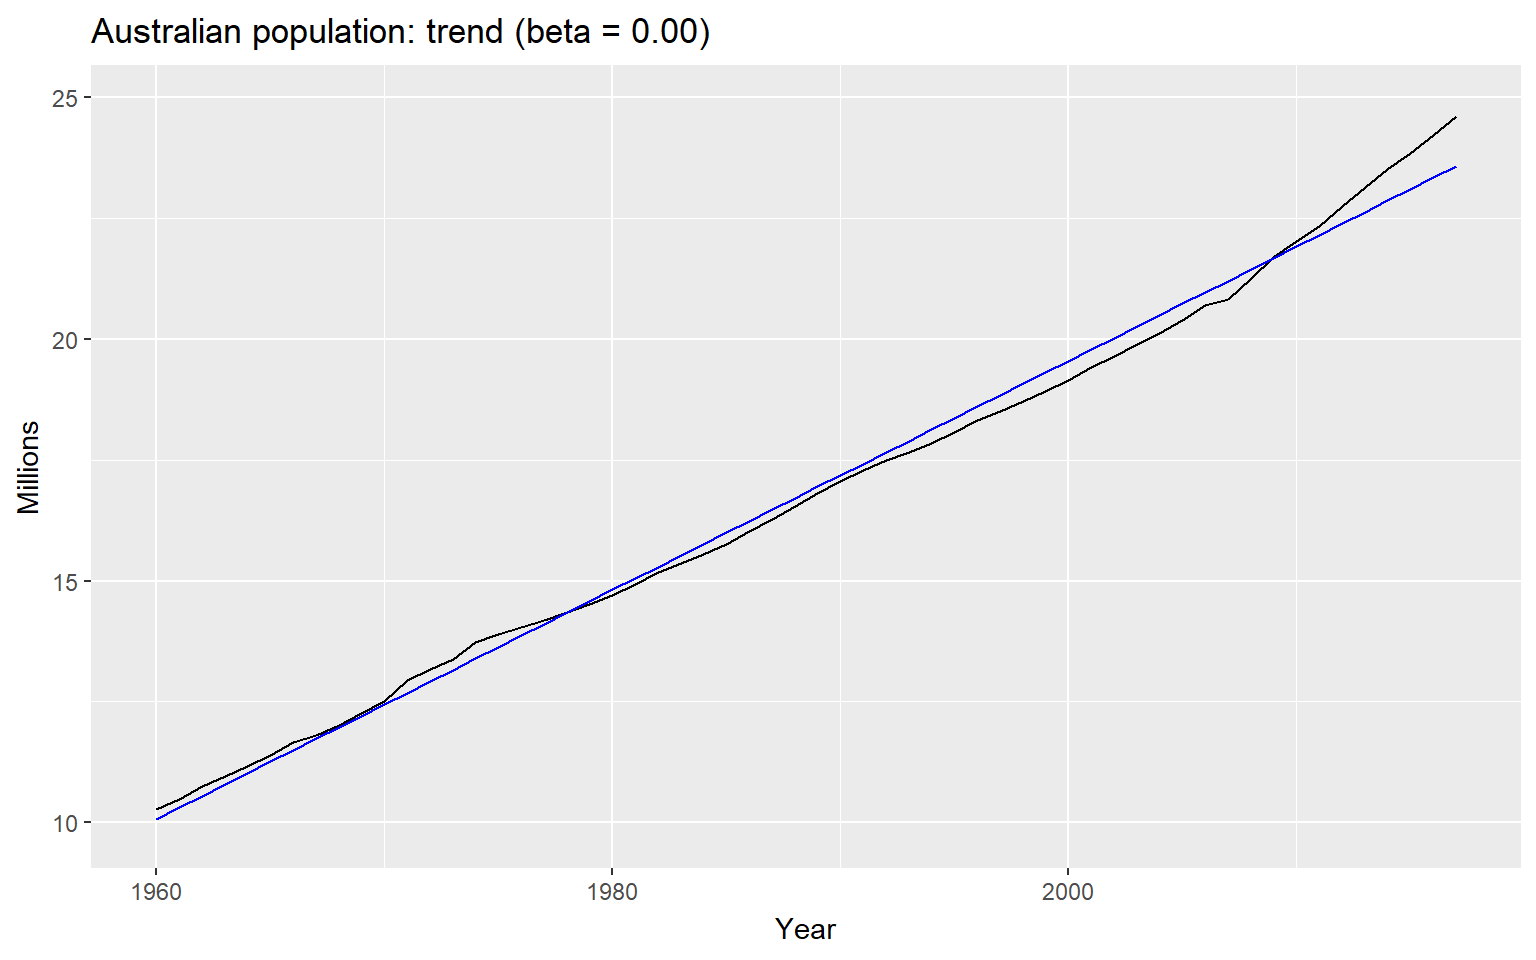 Australian population: trend (beta = 0.00)
25
20
15
10
Millions
1960
1980
2000
Year